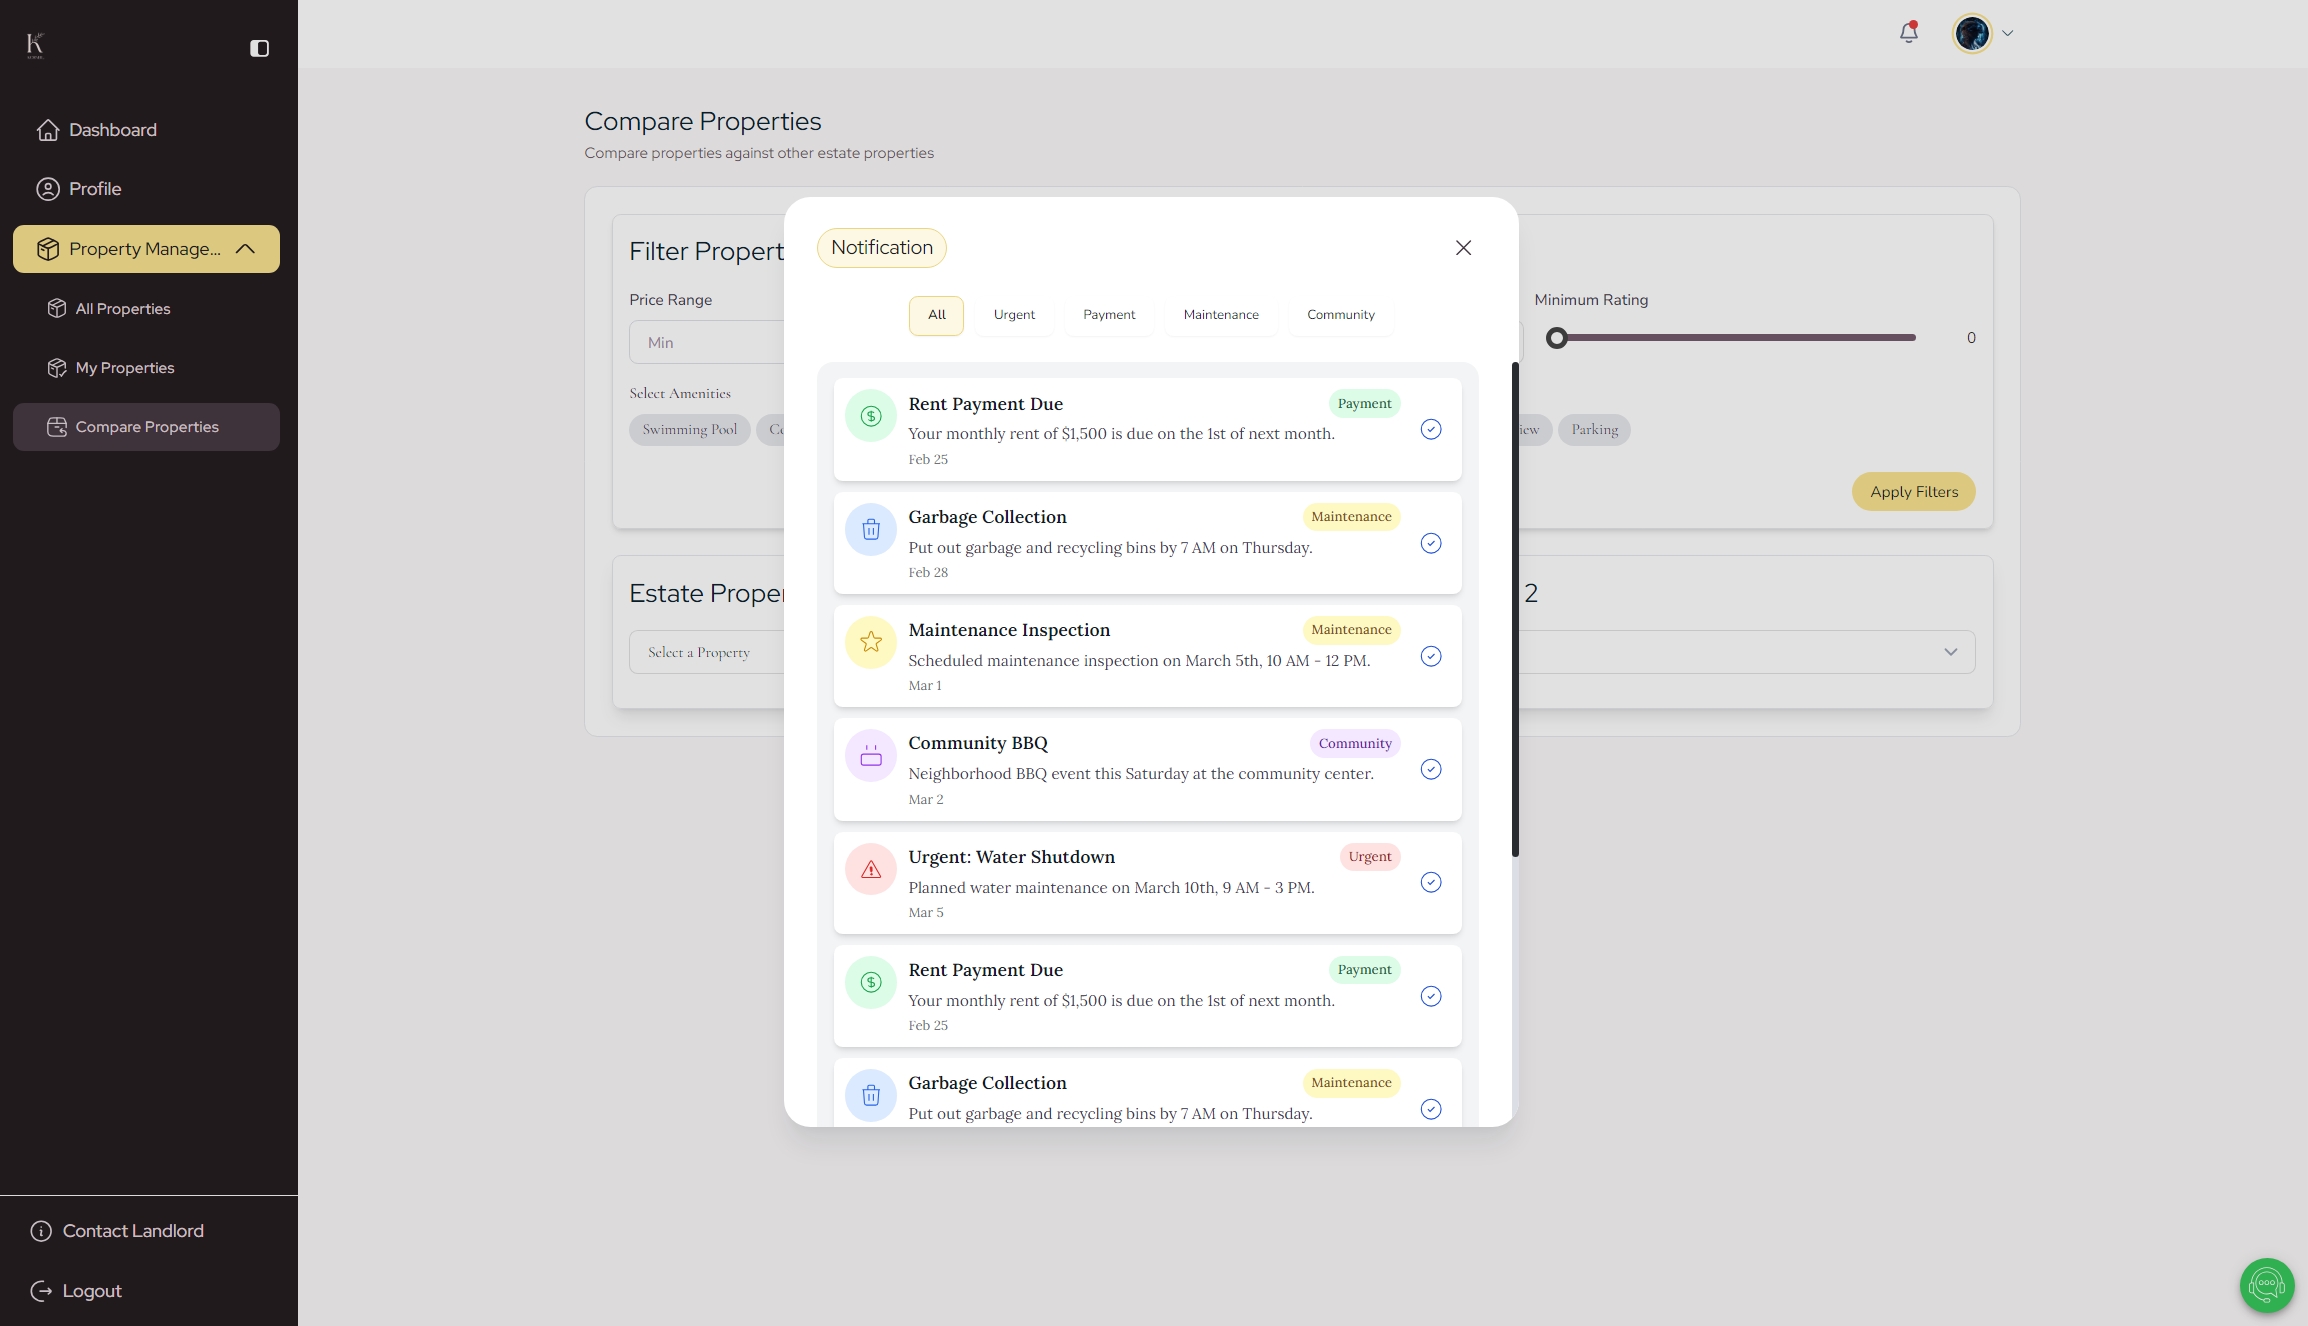 K
Dashboard
Profile
Property Manage...
All Properties
My Properties
Compare Properties
Contact Landlord
Logout
Compare Properties
Compare properties against other estate properties
Filter Propert
Price Range
Min
Minimum Rating
0
Select Amenities
Swimming Pool
Parking
Apply Filters
Estate Prope
2
Select a Property
Notification
All
Urgent
Payment
Maintenance
Community
Rent Payment Due
Payment
Your monthly rent of $1,500 is due on the 1st of next month.
Feb 25
Garbage Collection
Maintenance
Put out garbage and recycling bins by 7 AM on Thursday.
Feb 28
Maintenance Inspection
Maintenance
Scheduled maintenance inspection on March 5th, 10 AM - 12 PM.
Mar 1
Community BBQ
Community
Neighborhood BBQ event this Saturday at the community center.
Mar 2
Urgent: Water Shutdown
Urgent
Planned water maintenance on March 10th, 9 AM - 3 PM.
Mar 5
Rent Payment Due
Payment
Your monthly rent of $1,500 is due on the 1st of next month.
Feb 25
Garbage Collection
Maintenance
Put out garbage and recycling bins by 7 AM on Thursday.